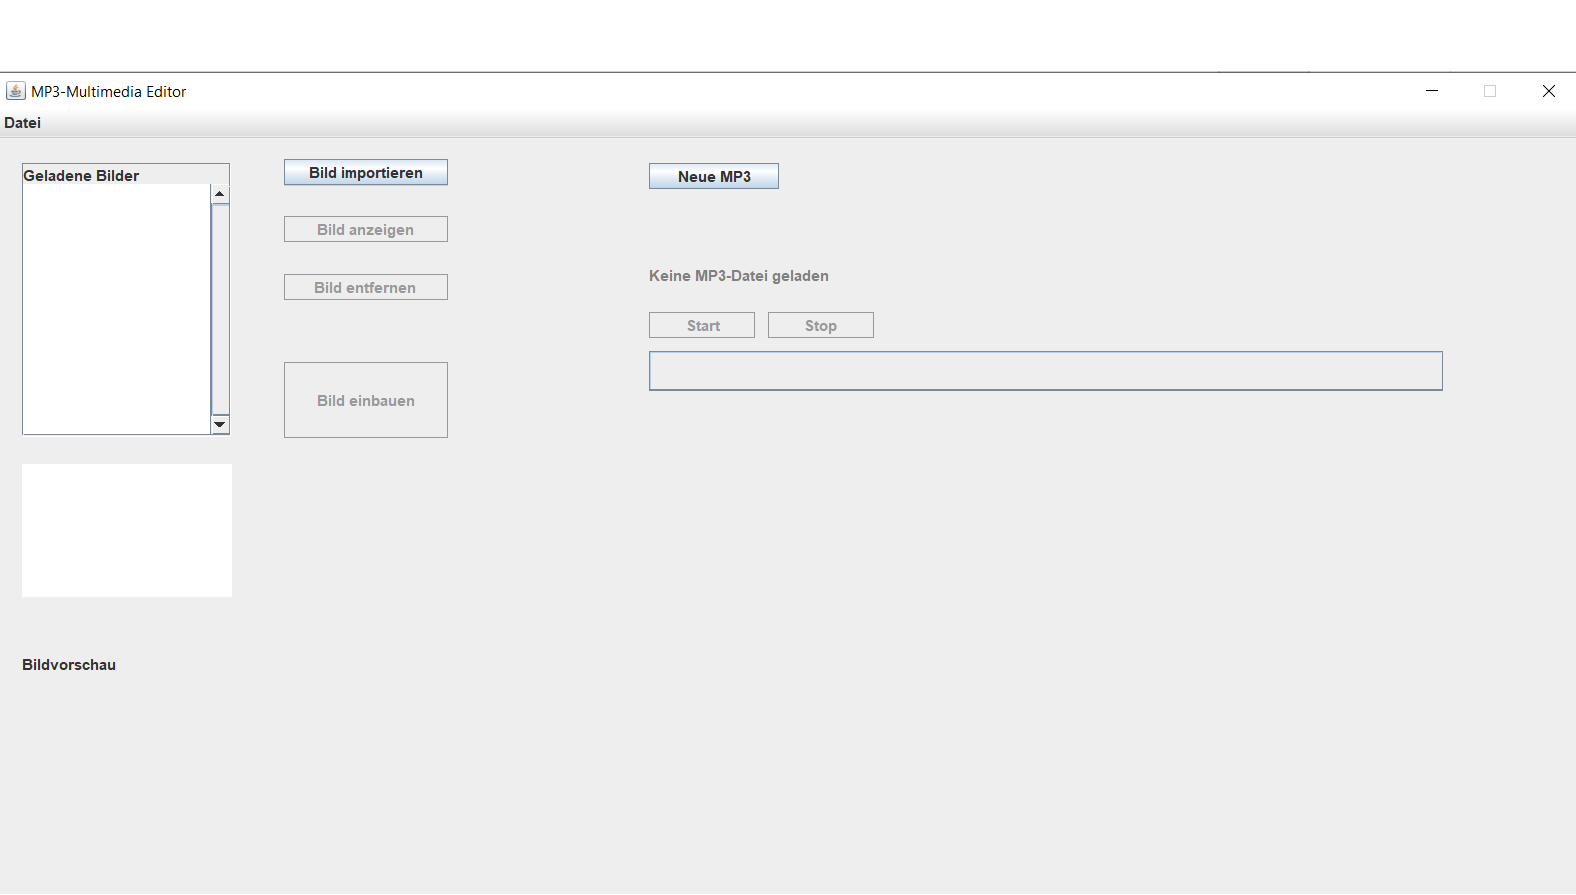 MP3-Multimedia Editor
Datei
Geladene Bilder
Bild importieren
Bild anzeigen
Bild entfernen
Bild einbauen
Bildvorschau
Neue MP3
Keine MP3-Datei geladen
Start Stop